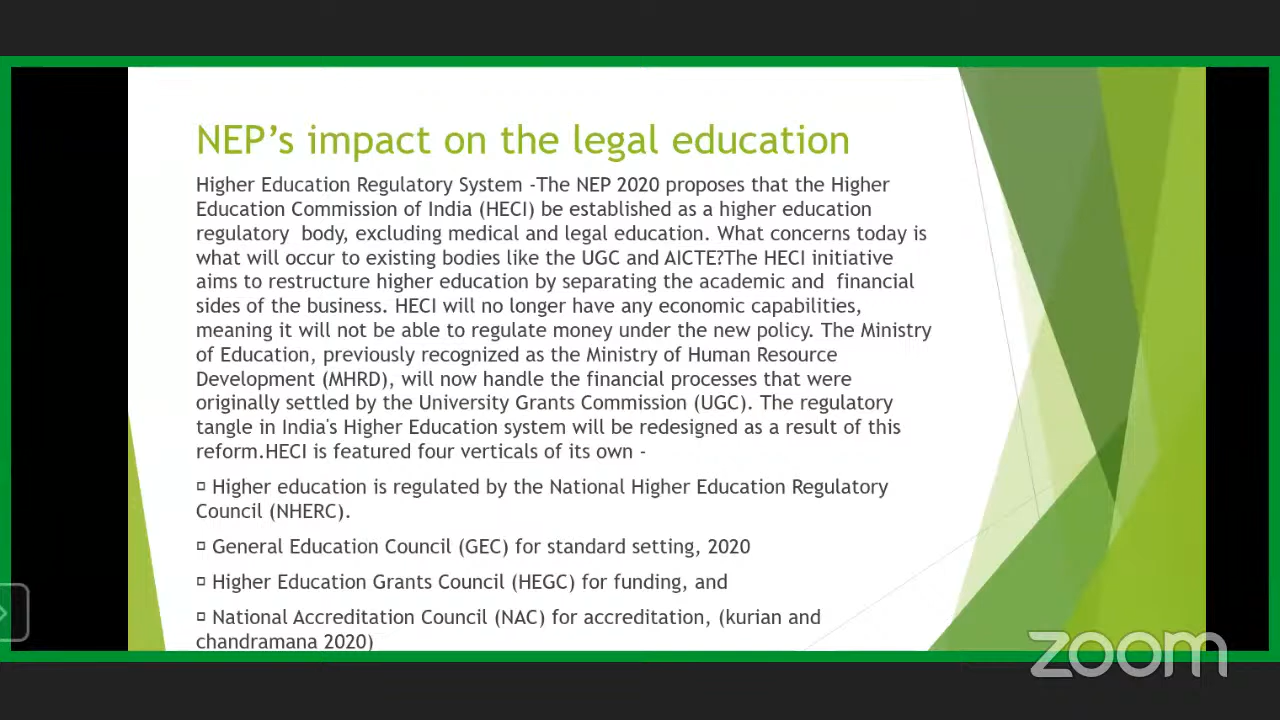 NEP's impact on the legal education
Higher Education Regulatory System -The NEP 2020 proposes that the Higher
Education Commission of India (HECI) be established as a higher education
regulatory  body, excluding medical and legal education. What concerns today is
what will occur to existing bodies like the UGC and AICTE?The HECI initiative
aims to restructure higher education by separating the academic and  financial
sides of the business. HECI will no longer have any economic capabilities,
meaning it will not be able to regulate money under the new policy. The Ministry
of Education, previously recognized as the Ministry of Human Resource
Development (MHRD), will now handle the financial processes that were
originally settled by the University Grants Commission (UGC). The regulatory
tangle in India's Higher Education system will be redesigned as a result of this
reform.HECI is featured four verticals of its own -
Higher education is regulated by the National Higher Education Regulatory
Council (NHERC).
General Education Council (GEC) for standard setting, 2020
Higher Education Grants Council (HEGC) for funding, and
National Accreditation Council (NAC) for accreditation, (kurian and
chandramana 2020)
zoom